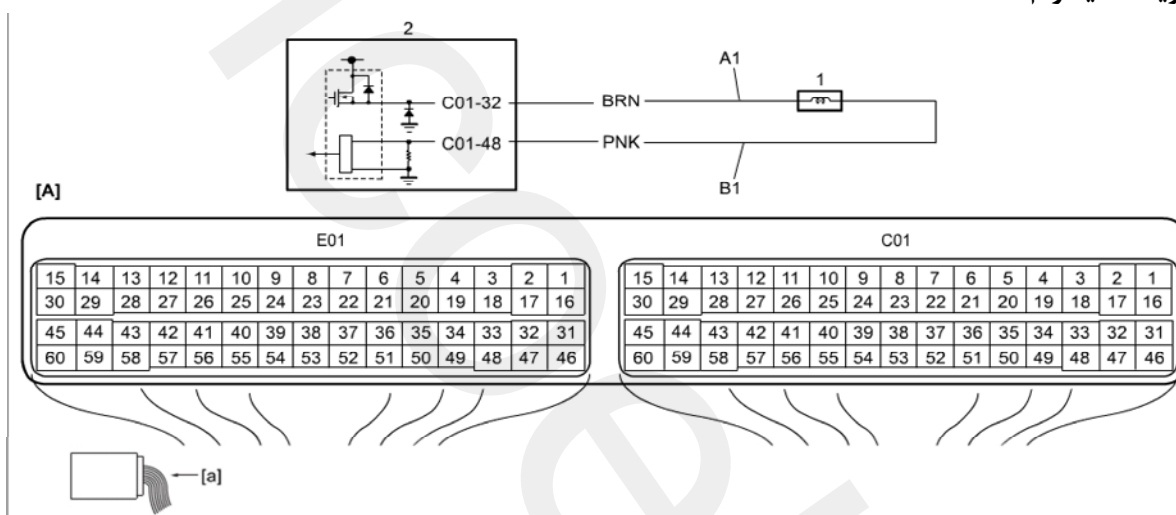 2
A1
1
C01-32 BRN
C01-48 PNK
B1
[A]
E01 C01
15 14 13 12 11 10 9 8 7 6 5 4 3 2 1 15 14 13 12 11 10 9 8 7 6 5 4 3 2 1
30 29 28 27 26 25 24 23 22 21 20 19 18 17 16 30 29 28 27 26 25 24 23 22 21 20 19 18 17 16
45 44 43 42 41 40 39 38 37 36 35 34 33 32 31 45 44 43 42 41 40 39 38 37 36 35 34 33 32 31
60 59 58 57 56 55 54 53 52 51 50 49 48 47 46 60 59 58 57 56 55 54 53 52 51 50 49 48 47 46
[a]